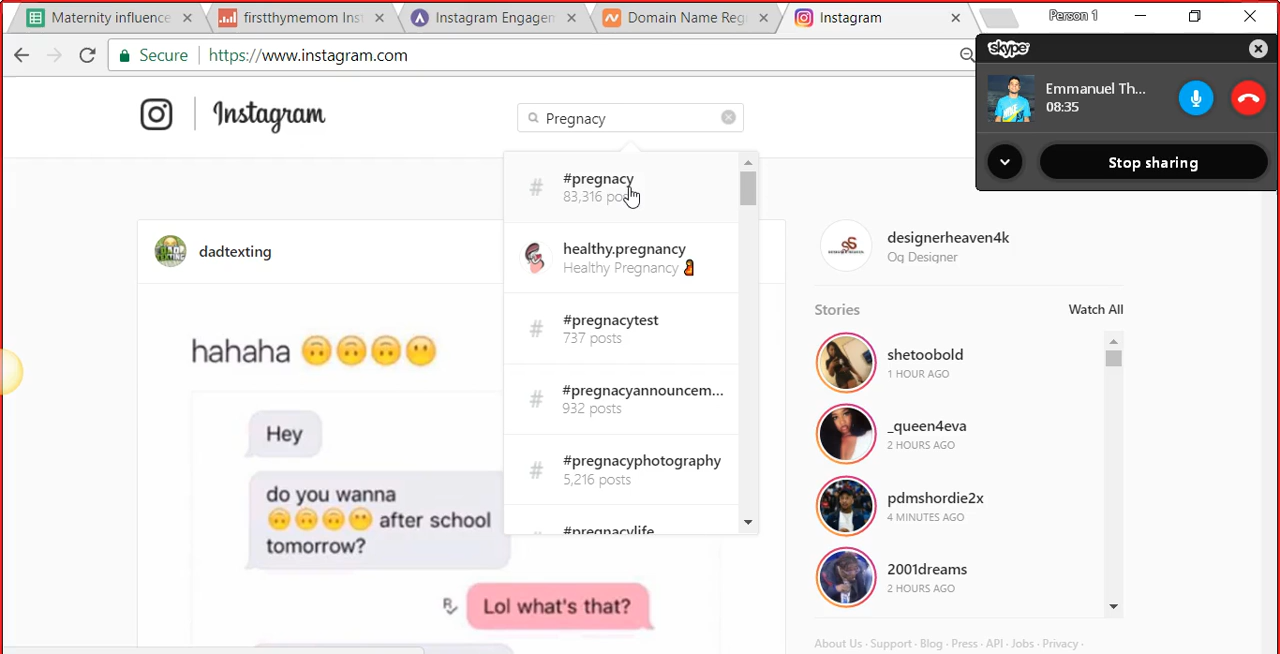 Maternity influence
firstthymemom Ins
Instagram Engagem
Domain Name Reg
Instagram
Person 1
Secure
https://www.instagram.com
skype
Emmanuel Th...
08:35
Stop sharing
Instagram
Pregnacy
#pregnacy
83,316 po
healthy.pregnancy
Healthy Pregnancy
#pregnacytest
737 posts
#pregnacyannouncem...
932 posts
#pregnacyphotography
5,216 posts
#pregnacylife
dadtexting
hahaha 🙃🙃🙃😶
Hey
do you wanna
🙃🙃🙃😶 after school
tomorrow?
Lol what's that?
designerheaven4k
Og Designer
Stories
Watch All
shetoobold
1 HOUR AGO
_queen4eva
2 HOURS AGO
pdmshordie2x
4 MINUTES AGO
2001dreams
2 HOURS AGO
About Us · Support · Blog · Press · API · Jobs · Privacy ·